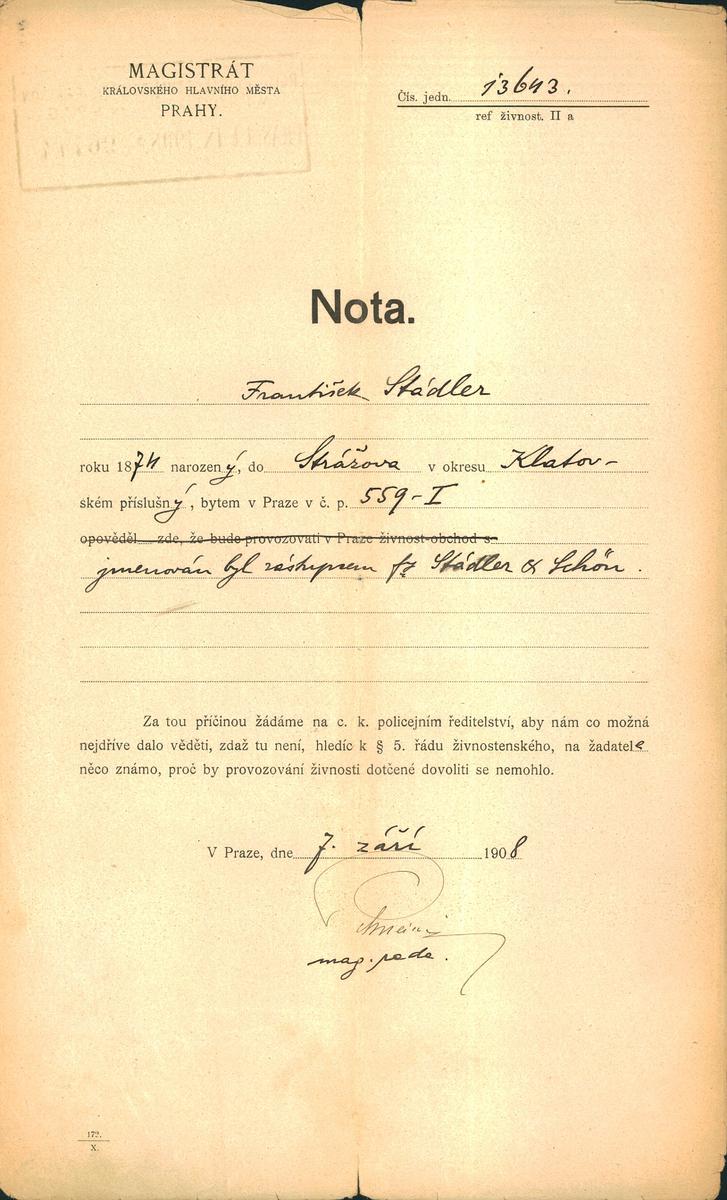 MAGISTRÁT
KRÁLOVSKÉHO HLAVNÍHO MĚSTA
PRAHY.
Čís. jedn. 13643.
ref živnost. II a
Nota.
František Stádler
roku 1874 narozený, do Strážova v okresu Klatov-
ském příslušný, bytem v Praze v č. p. 559-I
opověděl zde, že bude provozovati v Praze živnost-obchod s
jmenován byl zástupcem fy Stádler & Schön.
Za tou příčinou žádáme na c. k. policejním ředitelství, aby nám co možná
nejdříve dalo věděti, zdaž tu není, hledíc k § 5. řádu živnostenského, na žadatele
něco známo, proč by provozování živnosti dotčené dovoliti se nemohlo.
V Praze, dne 7. září 1908
mag. rada.
172.
X.